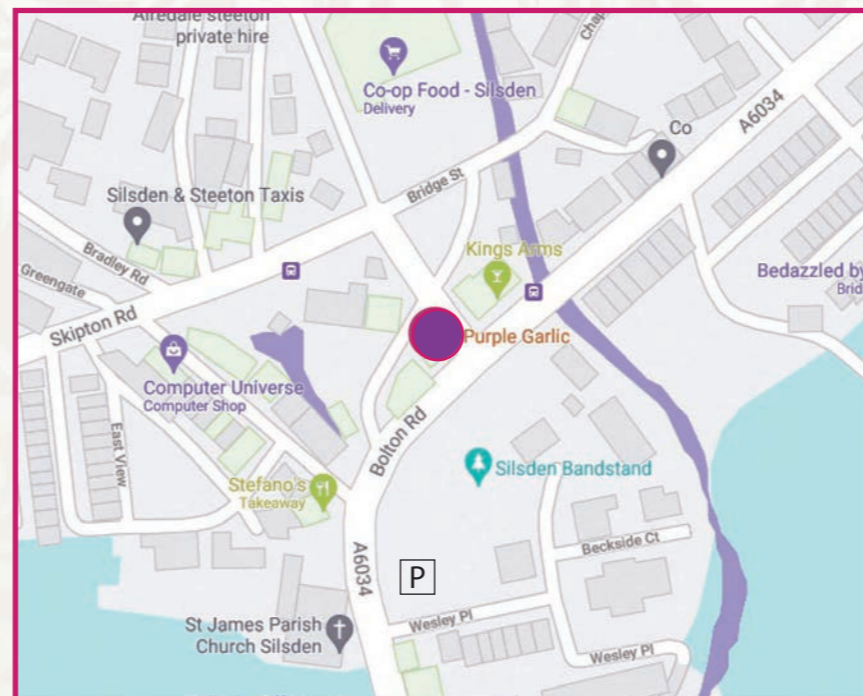 Airedale steeton
private hire
Co-op Food - Silsden
Delivery
Chap
Co
A6034
Bridge St
Silsden & Steeton Taxis
Kings Arms
Bradley Rd
Greengate
Bedazzled by
Brid
Skipton Rd
Purple Garlic
Computer Universe
Computer Shop
East View
Bolton Rd
Silsden Bandstand
Stefano's
Takeaway
A6034
P
Beckside Ct
St James Parish
Church Silsden
Wesley Pl
Wesley Pl